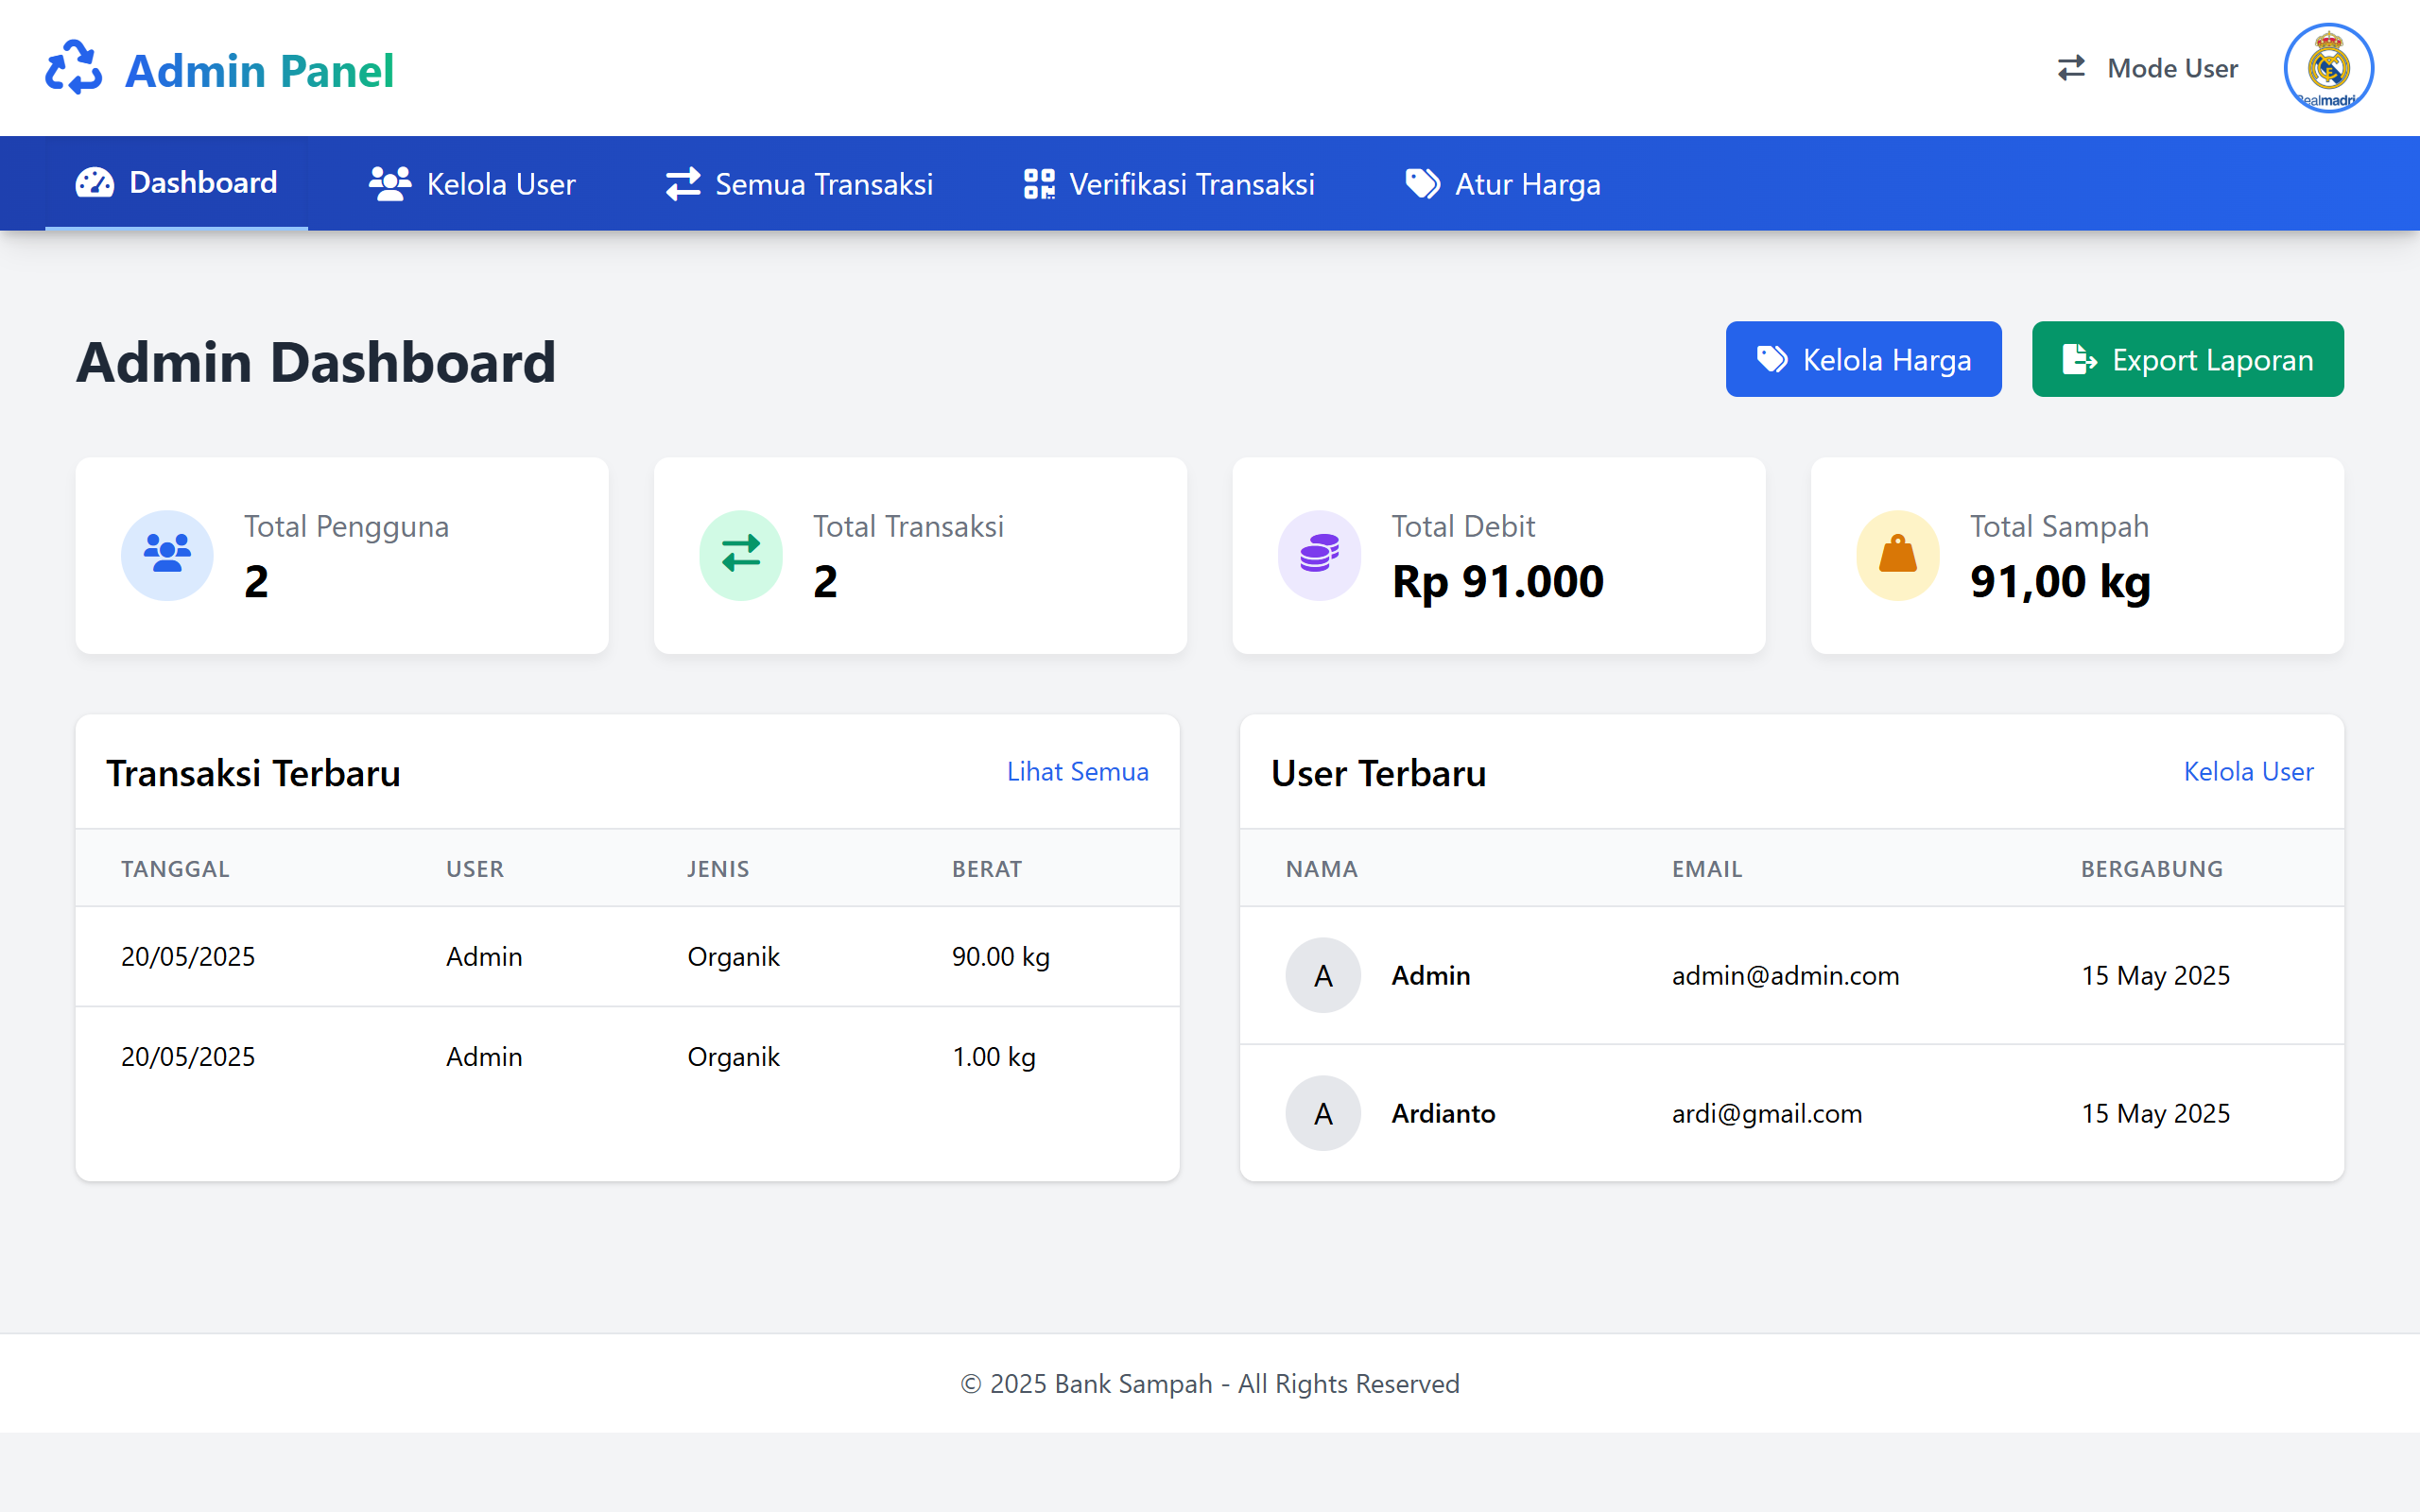 Admin Panel
Mode User
Realmadrid
Dashboard
Kelola User
Semua Transaksi
Verifikasi Transaksi
Atur Harga
Admin Dashboard
Kelola Harga
Export Laporan
Total Pengguna
2
Total Transaksi
2
Total Debit
Rp 91.000
Total Sampah
91,00 kg
Transaksi Terbaru
Lihat Semua
TANGGAL USER JENIS BERAT
20/05/2025 Admin Organik 90.00 kg
20/05/2025 Admin Organik 1.00 kg
User Terbaru
Kelola User
NAMA EMAIL BERGABUNG
A Admin admin@admin.com 15 May 2025
A Ardianto ardi@gmail.com 15 May 2025
© 2025 Bank Sampah - All Rights Reserved